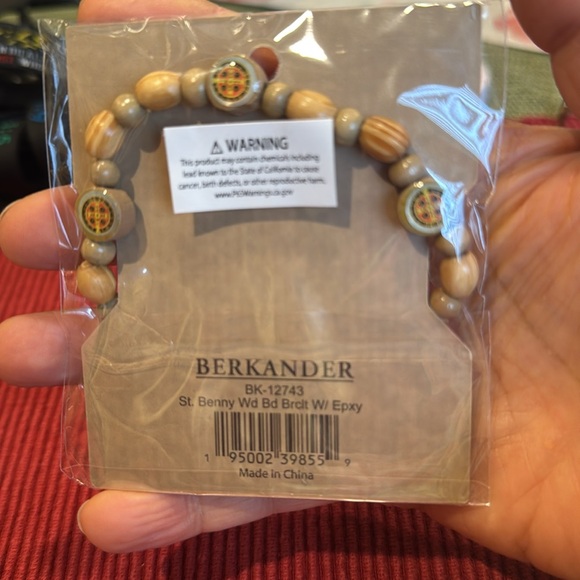 ⚠ WARNING
This product may contain chemicals including
lead known to the State of California to cause
cancer, birth defects, or other reproductive harm.
www.P65Warnings.ca.gov
BERKANDER
BK-12743
St. Benny Wd Bd Brclt W/ Epxy
1 95002 39855 9
Made In China